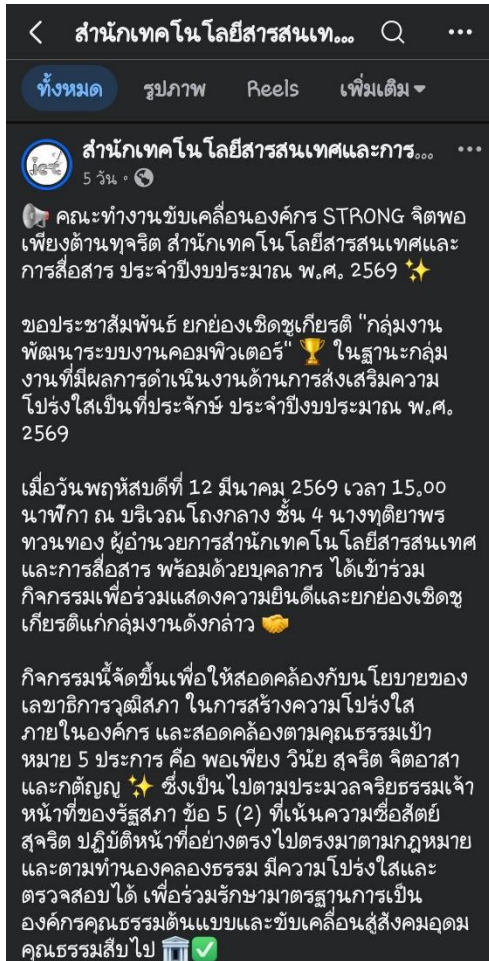 สำนักเทคโนโลยีสารสนเท...
ทั้งหมด รูปภาพ Reels เพิ่มเติม
สำนักเทคโนโลยีสารสนเทศและการ...
5 วัน
📢 คณะทำงานขับเคลื่อนองค์กร STRONG จิตพอ
เพียงต้านทุจริต สำนักเทคโนโลยีสารสนเทศและ
การสื่อสาร ประจำปีงบประมาณ พ.ศ. 2569 ✨
ขอประชาสัมพันธ์ ยกย่องเชิดชูเกียรติ "กลุ่มงาน
พัฒนาระบบงานคอมพิวเตอร์" 🏆 ในฐานะกลุ่ม
งานที่มีผลการดำเนินงานด้านการส่งเสริมความ
โปร่งใสเป็นที่ประจักษ์ ประจำปีงบประมาณ พ.ศ.
2569
เมื่อวันพฤหัสบดีที่ 12 มีนาคม 2569 เวลา 15.00
นาฬิกา ณ บริเวณโถงกลาง ชั้น 4 นางทุติยาพร
ทวนทอง ผู้อำนวยการสำนักเทคโนโลยีสารสนเทศ
และการสื่อสาร พร้อมด้วยบุคลากร ได้เข้าร่วม
กิจกรรมเพื่อร่วมแสดงความยินดีและยกย่องเชิดชู
เกียรติแก่กลุ่มงานดังกล่าว 🤝
กิจกรรมนี้จัดขึ้นเพื่อให้สอดคล้องกับนโยบายของ
เลขาธิการวุฒิสภา ในการสร้างความโปร่งใส
ภายในองค์กร และสอดคล้องตามคุณธรรมเป้า
หมาย 5 ประการ คือ พอเพียง วินัย สุจริต จิตอาสา
และกตัญญู ✨ ซึ่งเป็นไปตามประมวลจริยธรรมเจ้า
หน้าที่ของรัฐสภา ข้อ 5 (2) ที่เน้นความซื่อสัตย์
สุจริต ปฏิบัติหน้าที่อย่างตรงไปตรงมาตามกฎหมาย
และตามทำนองคลองธรรม มีความโปร่งใสและ
ตรวจสอบได้ เพื่อร่วมรักษามาตรฐานการเป็น
องค์กรคุณธรรมต้นแบบและขับเคลื่อนสู่สังคมอุดม
คุณธรรมสืบไป 🏛️✅